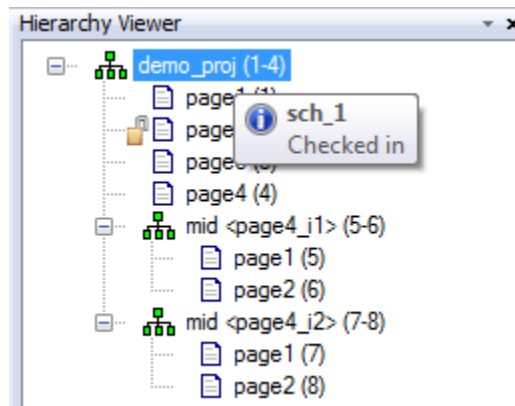 Hierarchy Viewer
demo_proj (1-4)
page1 (1)
sch_1
page
Checked in
page4 (4)
mid <page4_i1> (5-6)
page1 (5)
page2 (6)
mid <page4_i2> (7-8)
page1 (7)
page2 (8)